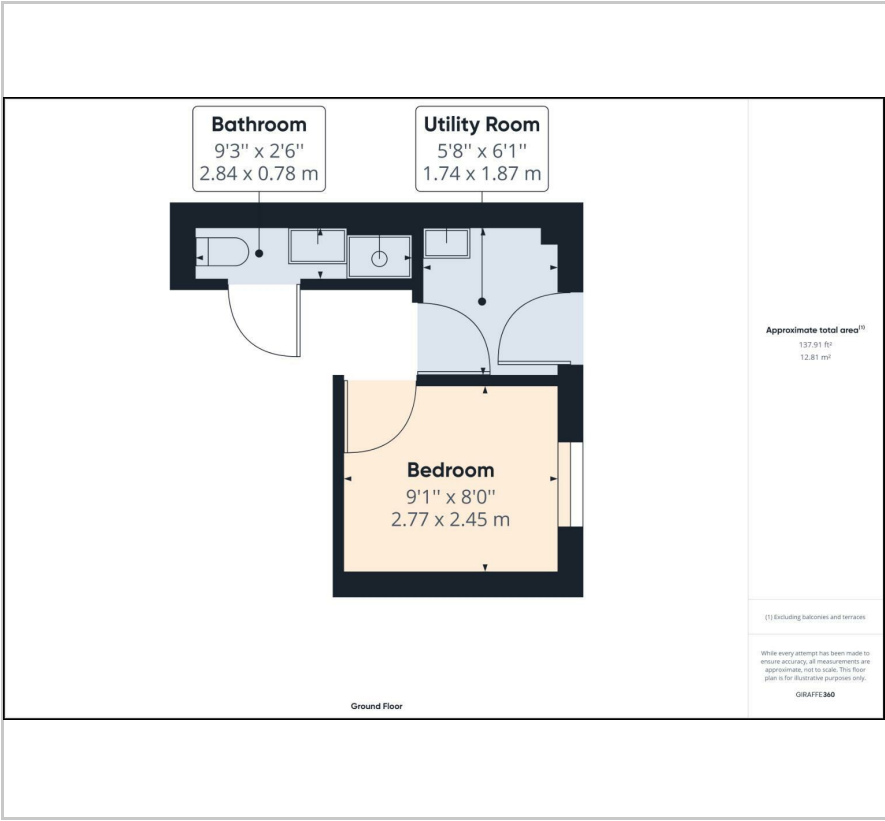 Bathroom
9'3" x 2'6"
2.84 x 0.78 m
Utility Room
5'8" x 6'1"
1.74 x 1.87 m
Bedroom
9'1" x 8'0"
2.77 x 2.45 m
Ground Floor
Approximate total area(1)
137.91 ft²
12.81 m²
(1) Excluding balconies and terraces
While every attempt has been made to
ensure accuracy, all measurements are
approximate, not to scale. This floor
plan is for illustrative purposes only.
GIRAFFE360